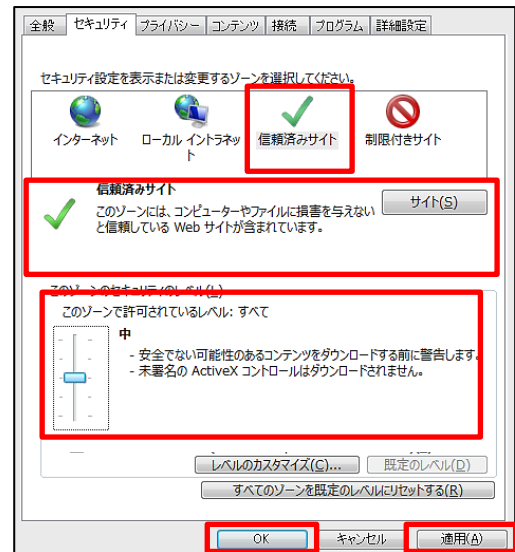 全般 セキュリティ プライバシー コンテンツ 接続 プログラム 詳細設定
セキュリティ設定を表示または変更するゾーンを選択してください。
インターネット ローカル イントラネット 信頼済みサイト 制限付きサイト
信頼済みサイト
このゾーンには、コンピューターやファイルに損害を与えない
と信頼している Web サイトが含まれています。
サイト(S)
このゾーンのセキュリティのレベル(L)
このゾーンで許可されているレベル: すべて
中
- 安全でない可能性のあるコンテンツをダウンロードする前に警告します。
- 未署名の ActiveX コントロールはダウンロードされません。
レベルのカスタマイズ(C)... 既定のレベル(D)
すべてのゾーンを既定のレベルにリセットする(R)
OK キャンセル 適用(A)